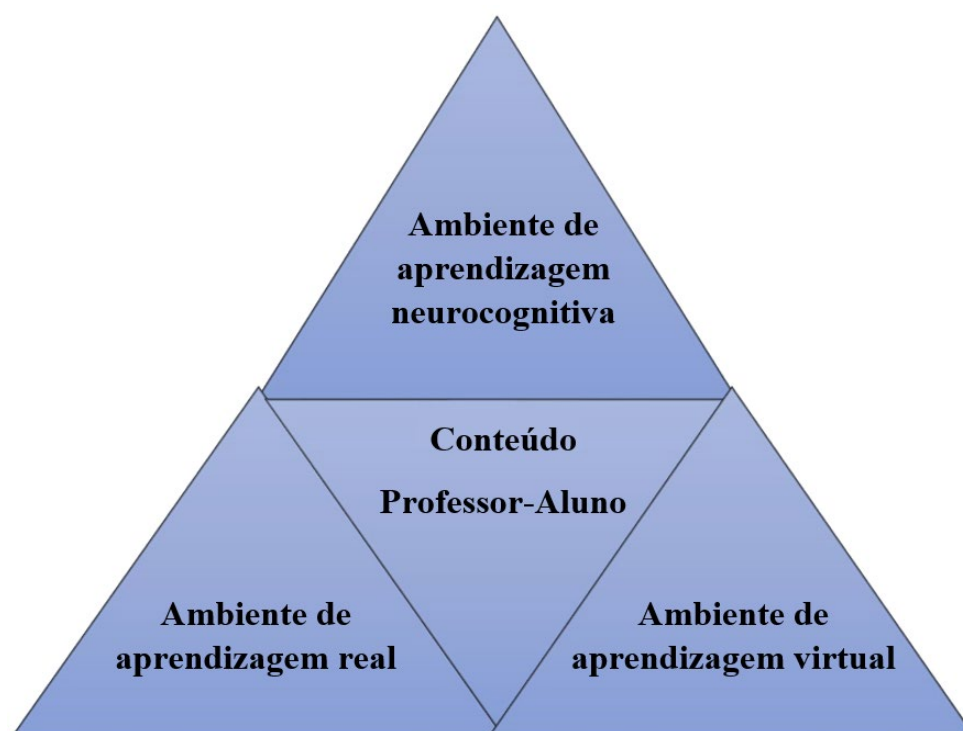 Ambiente de
aprendizagem
neurocognitiva
Conteúdo
Professor-Aluno
Ambiente de
aprendizagem real
Ambiente de
aprendizagem virtual